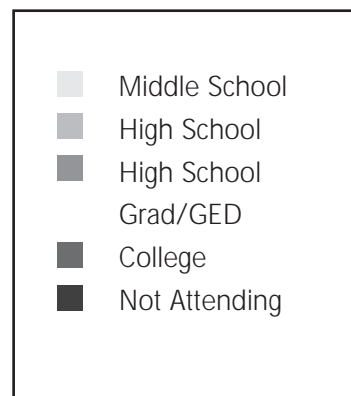 Middle School
High School
High School
Grad/GED
College
Not Attending